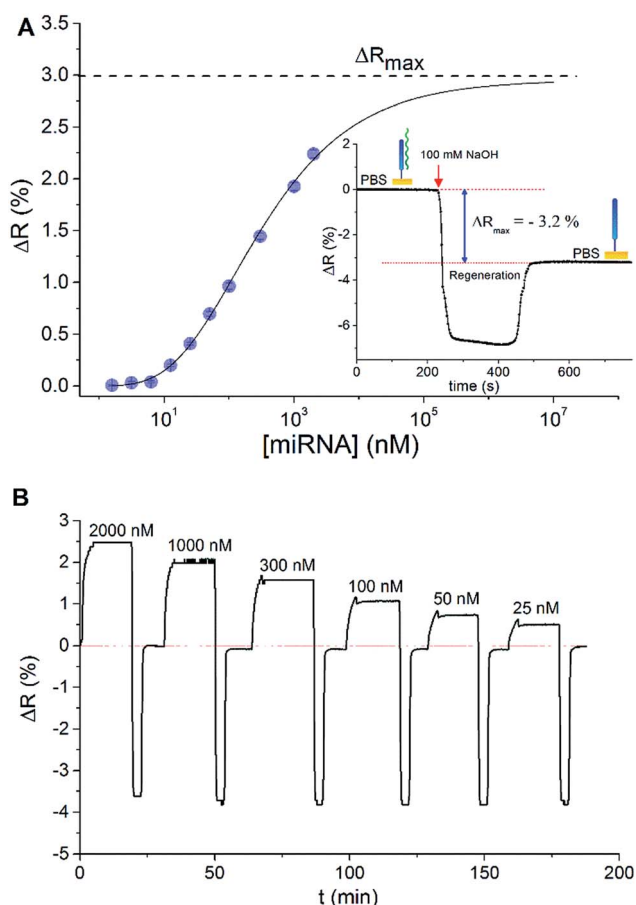 A
ΔR (%)
3.5
3.0
2.5
2.0
1.5
1.0
0.5
0.0
ΔRmax
10¹ 10³ 10⁵ 10⁷
[miRNA] (nM)
ΔR (%)
2
0
-2
-4
-6
PBS
100 mM NaOH
ΔRmax = - 3.2 %
Regeneration
PBS
0 200 400 600
time (s)
B
ΔR (%)
3
2
1
0
-1
-2
-3
-4
-5
2000 nM
1000 nM
300 nM
100 nM
50 nM
25 nM
0 50 100 150 200
t (min)